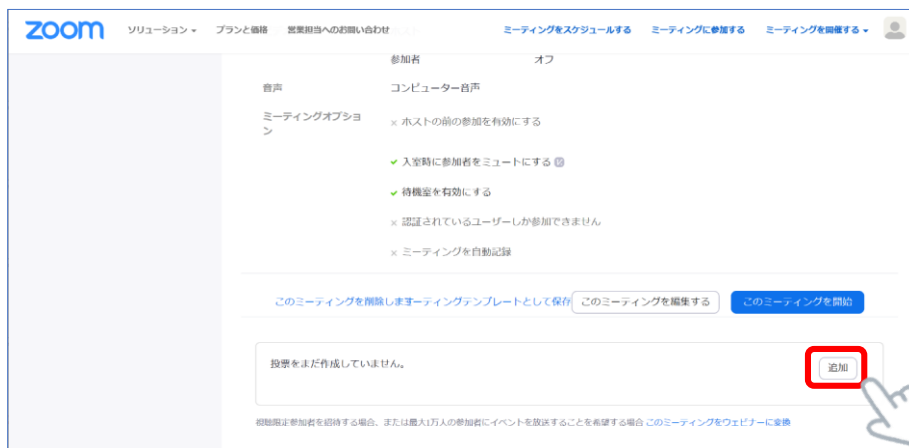 zoom ソリューション プランと価格 営業担当へのお問い合わせ ミーティングをスケジュールする ミーティングに参加する ミーティングを開催する
参加者 オフ
音声 コンピューター音声
ミーティングオプション
× ホストの前の参加を有効にする
✓ 入室時に参加者をミュートにする
✓ 待機室を有効にする
× 認証されているユーザーしか参加できません
× ミーティングを自動記録
このミーティングを削除します ーティングテンプレートとして保存 このミーティングを編集する このミーティングを開始
投票をまだ作成していません。 追加
視聴限定参加者を招待する場合、または最大1万人の参加者にイベントを放送することを希望する場合 このミーティングをウェビナーに変換